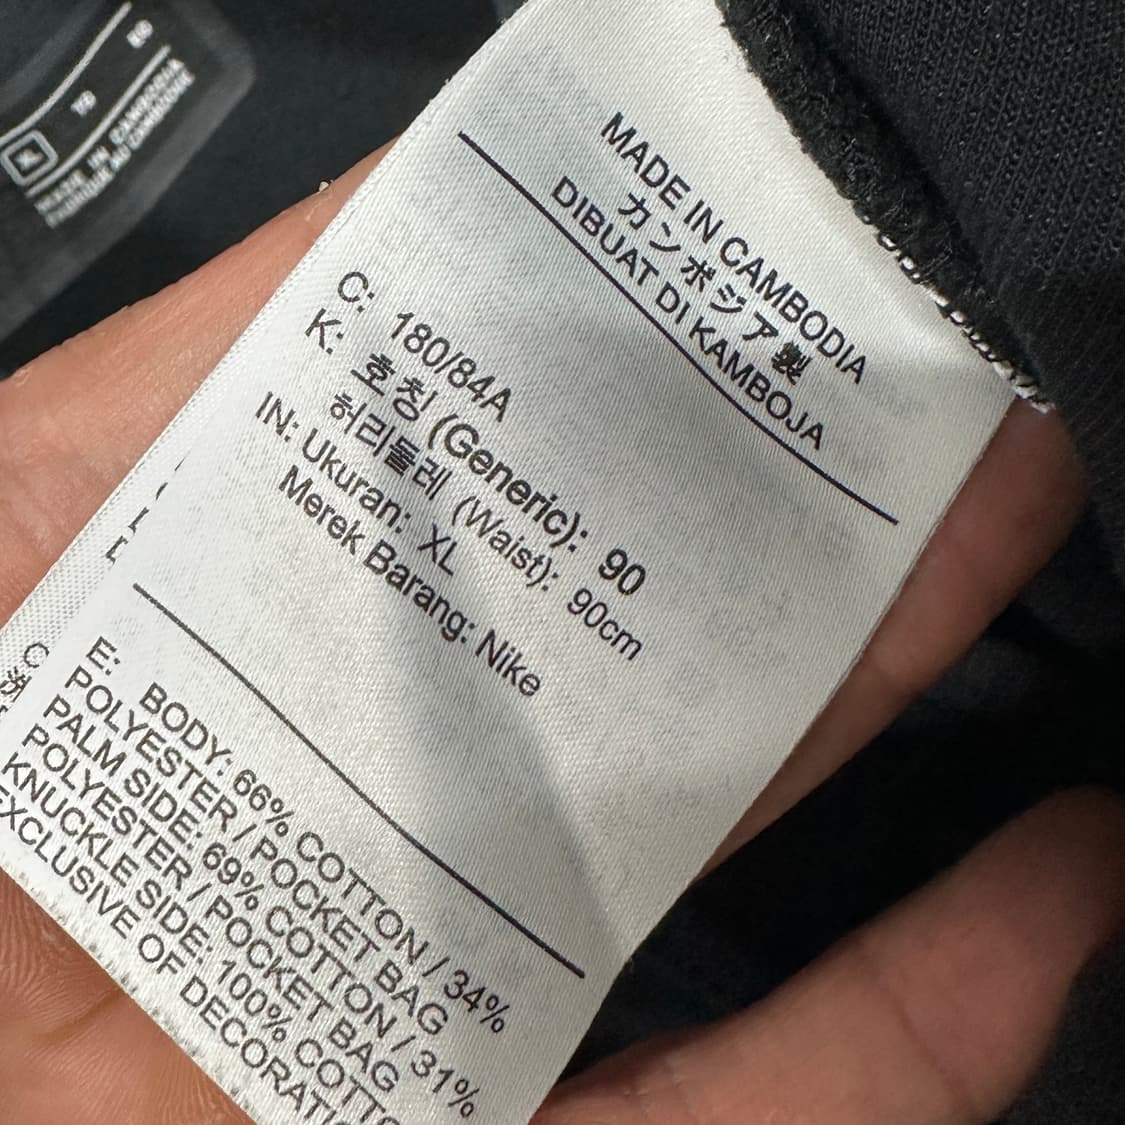 XL
MADE IN CAMBODIA
MADE IN CAMBODIA
カンボジア製
DIBUAT DI KAMBOJA
C: 180/84A
K: 호칭 (Generic): 90
허리둘레 (Waist): 90cm
IN: Ukuran: XL
Merek Barang: Nike
E: BODY: 66% COTTON / 34%
POLYESTER / POCKET BAG
PALM SIDE: 69% COTTON / 31%
POLYESTER / POCKET BAG
KNUCKLE SIDE: 100%
EXCLUSIVE OF